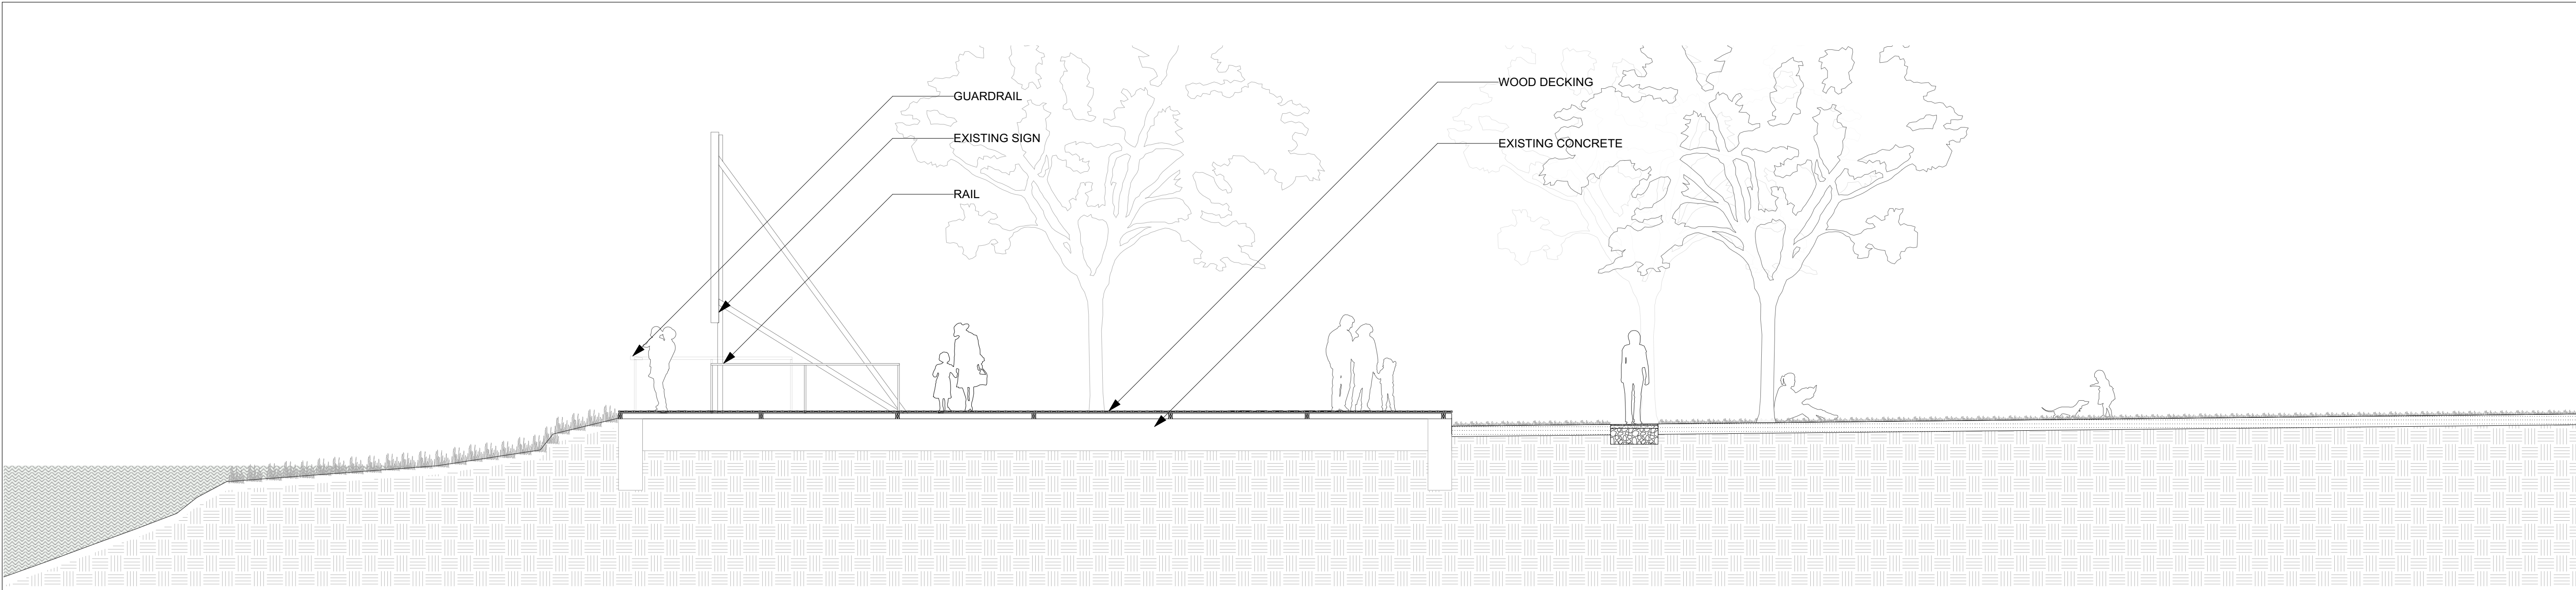 GUARDRAIL
EXISTING SIGN
RAIL
WOOD DECKING
EXISTING CONCRETE